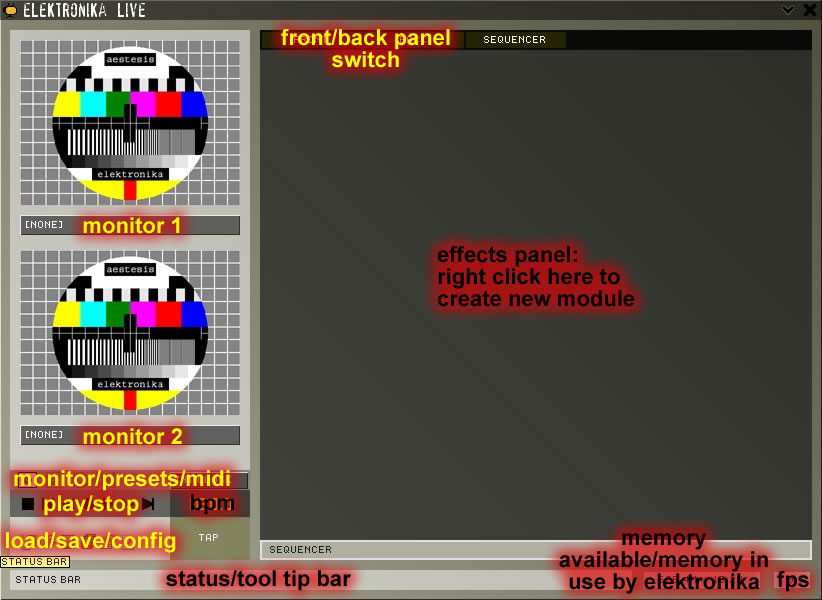 ELEKTRONIKA LIVE
front/back panel
switch
SEQUENCER
aestesis
elektronika
[NONE]
monitor 1
effects panel:
right click here to
create new module
aestesis
elektronika
[NONE]
monitor 2
monitor/presets/midi
play/stop
bpm
load/save/config
TAP
SEQUENCER
memory
available/memory in
use by elektronika
fps
STATUS BAR
STATUS BAR
status/tool tip bar